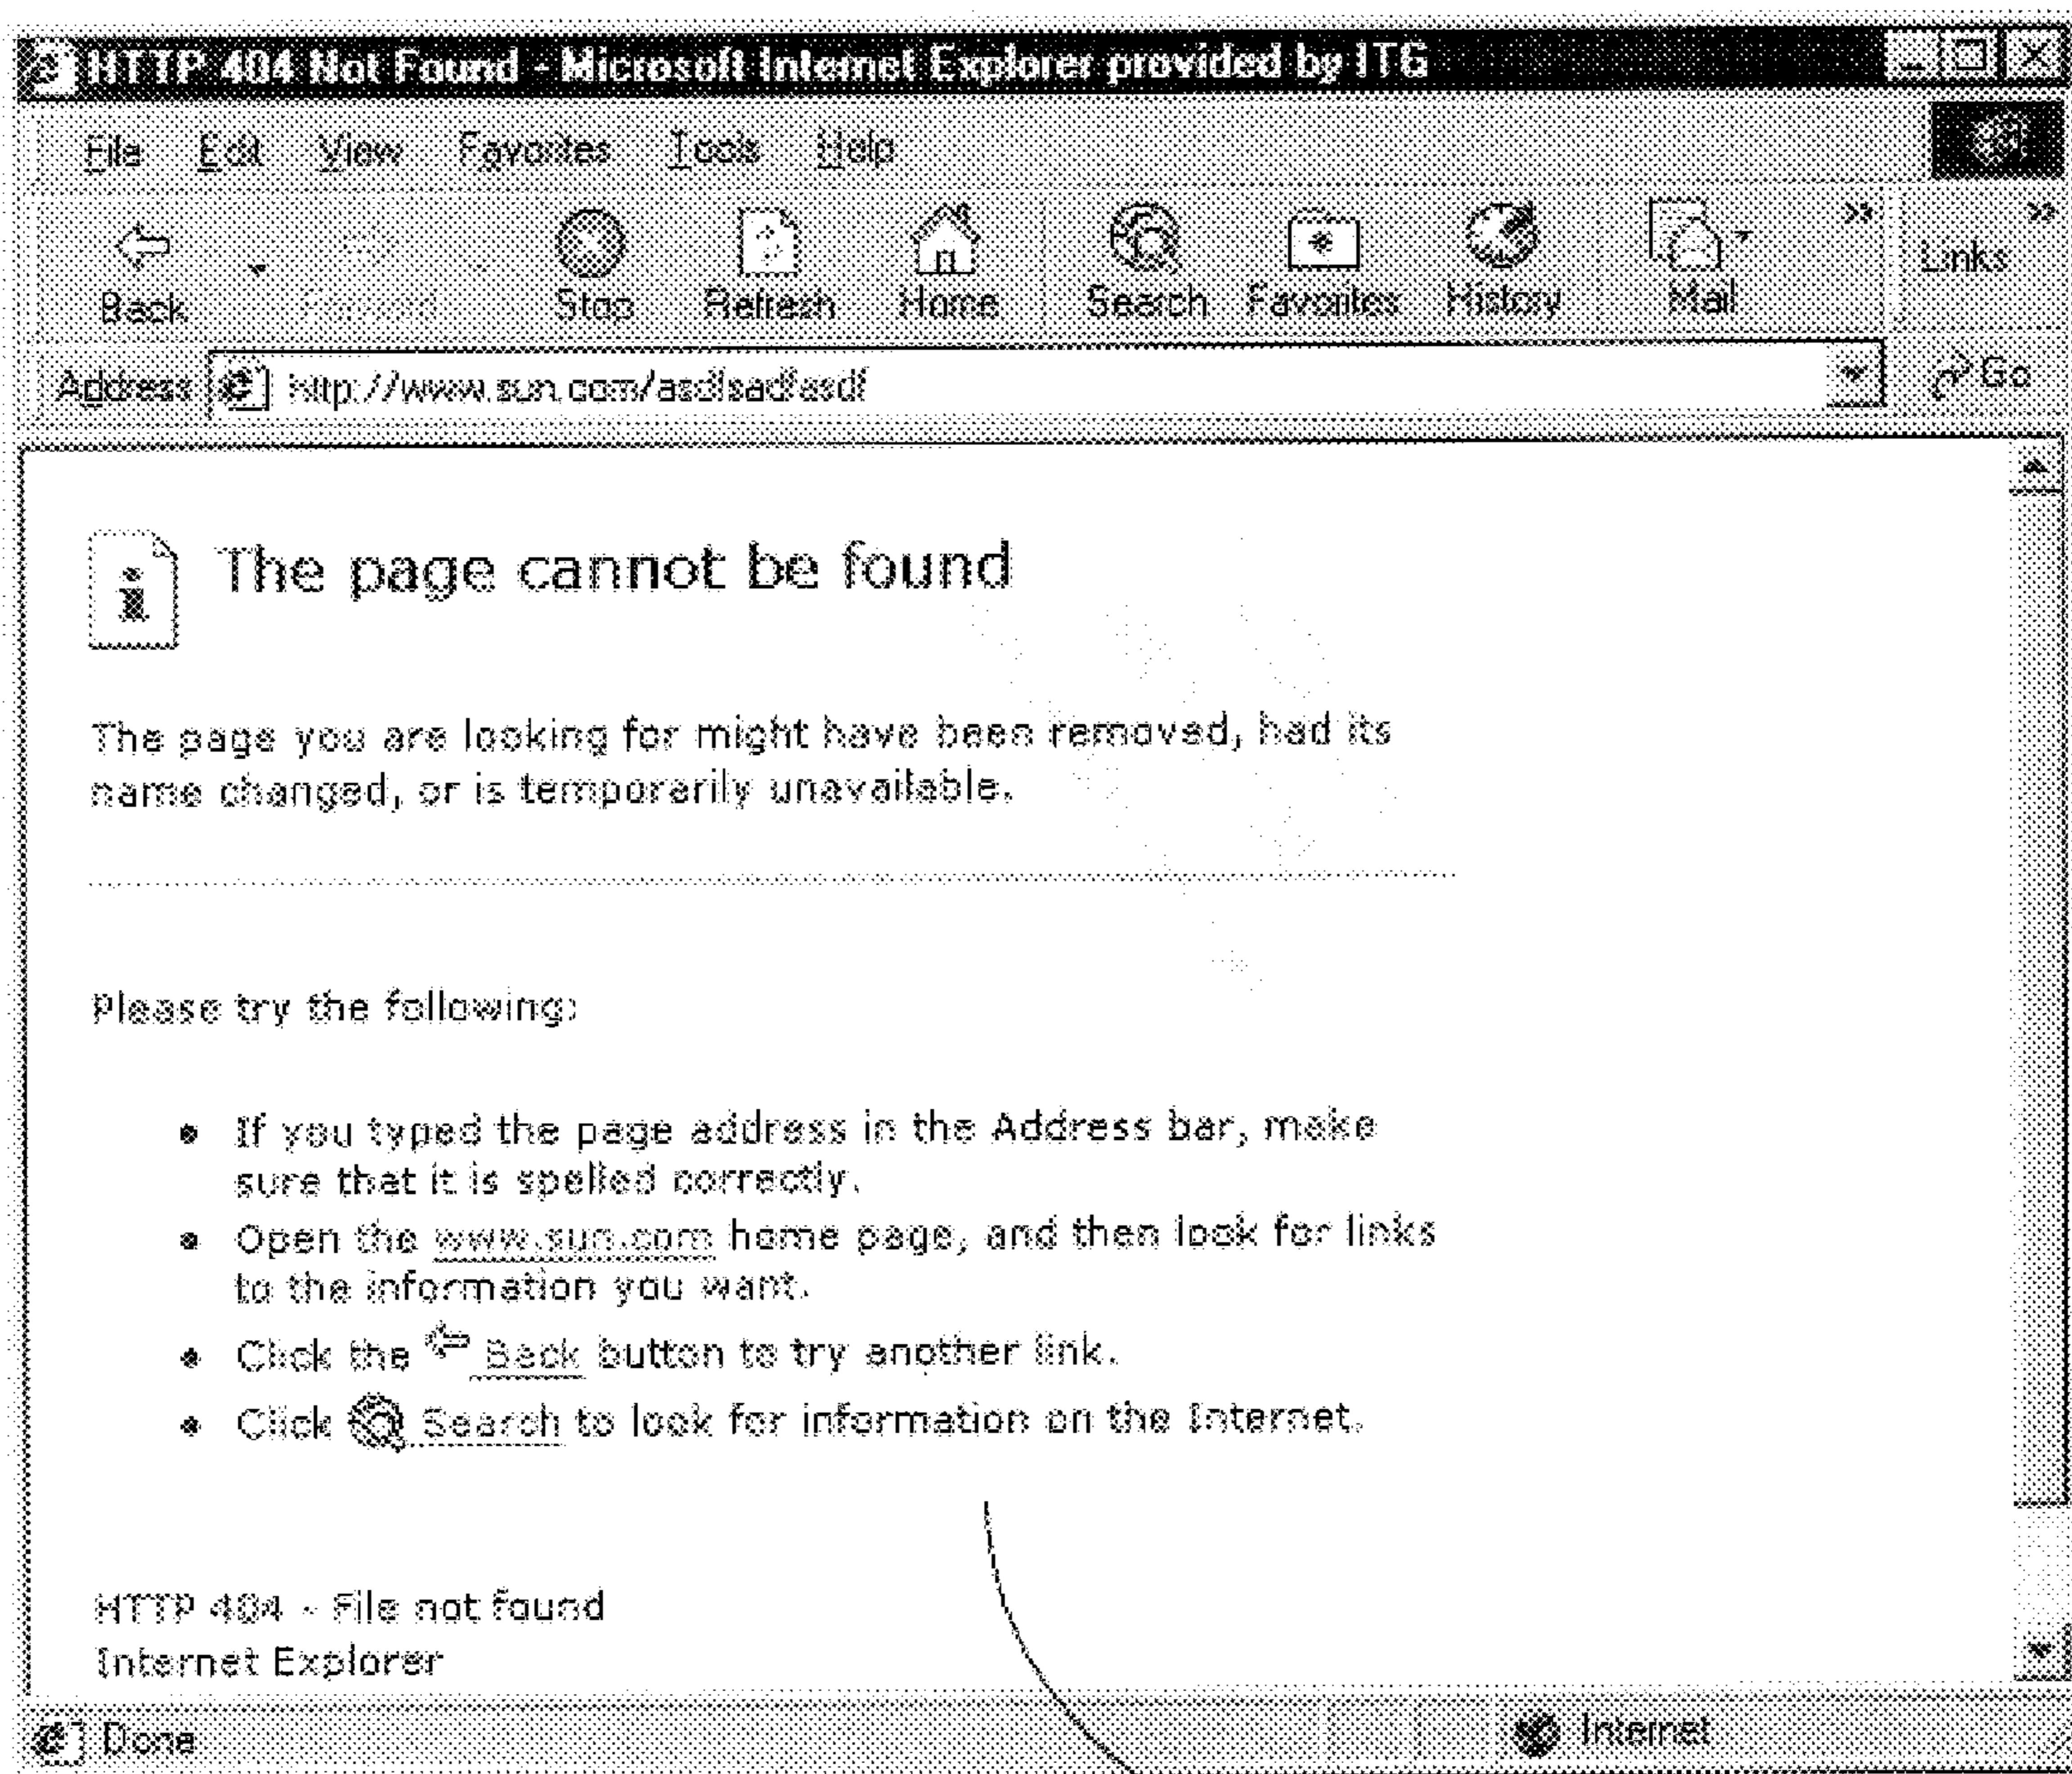 HTTP 404 Not Found - Microsoft Internet Explorer provided by ITG
File Edit View Favorites Tools Help
Back Forward Stop Refresh Home Search Favorites History Mail » Links »
Address http://www.sun.com/asdfsadfasdf Go
The page cannot be found
The page you are looking for might have been removed, had its
name changed, or is temporarily unavailable.
Please try the following:
• If you typed the page address in the Address bar, make
sure that it is spelled correctly.
• Open the www.sun.com home page, and then look for links
to the information you want.
• Click the Back button to try another link.
• Click Search to look for information on the Internet.
HTTP 404 - File not found
Internet Explorer
Done Internet